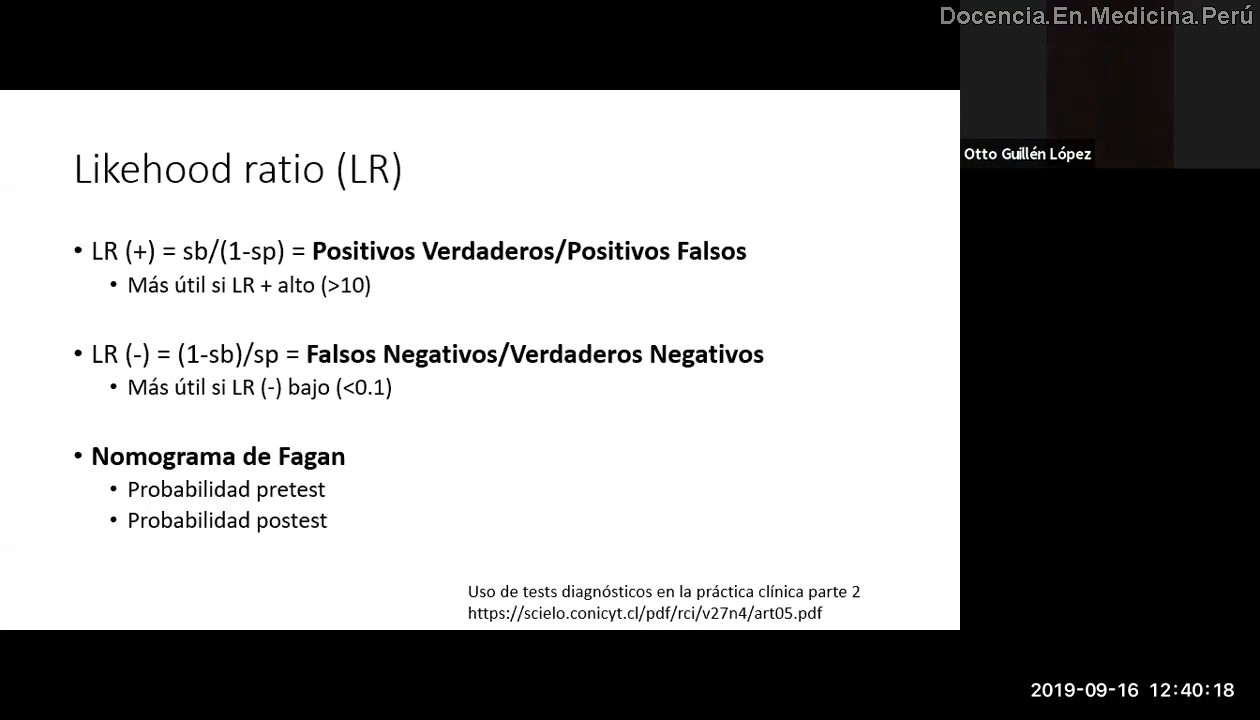 Docencia.En.Medicina.Perú
Otto Guillén López
Likehood ratio (LR)
• LR (+) = sb/(1-sp) = Positivos Verdaderos/Positivos Falsos
• Más útil si LR + alto (>10)
• LR (-) = (1-sb)/sp = Falsos Negativos/Verdaderos Negativos
• Más útil si LR (-) bajo (<0.1)
• Nomograma de Fagan
• Probabilidad pretest
• Probabilidad postest
Uso de tests diagnósticos en la práctica clínica parte 2
https://scielo.conicyt.cl/pdf/rci/v27n4/art05.pdf
2019-09-16 12:40:18